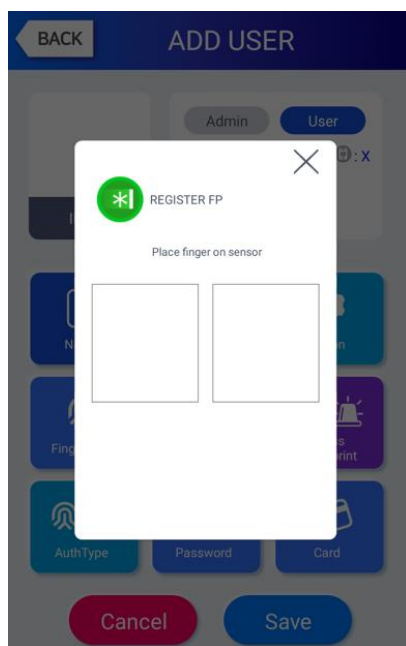 BACK
ADD USER
Admin
User
: X
REGISTER FP
Place finger on sensor
AuthType
Password
Card
Cancel
Save